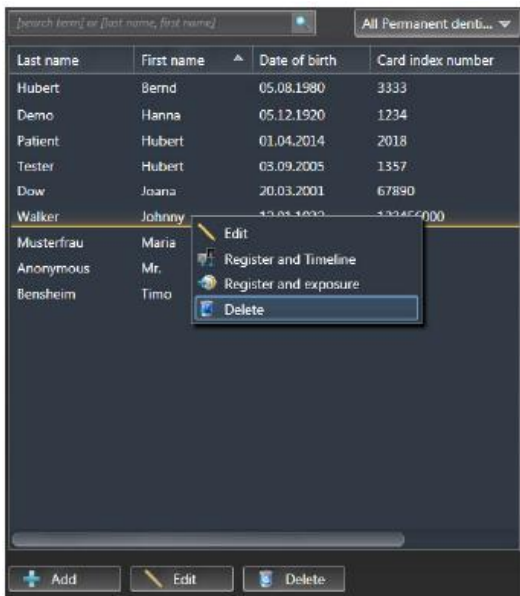 [search term] or [last name, first name]
All Permanent denti...
Last name First name Date of birth Card index number
Hubert Bernd 05.08.1980 3333
Demo Hanna 05.12.1920 1234
Patient Hubert 01.04.2014 2018
Tester Hubert 03.09.2005 1357
Dow Joana 20.03.2001 67890
Walker Johnny
Musterfrau Maria
Anonymous Mr.
Bensheim Timo
Edit
Register and Timeline
Register and exposure
Delete
Add Edit Delete